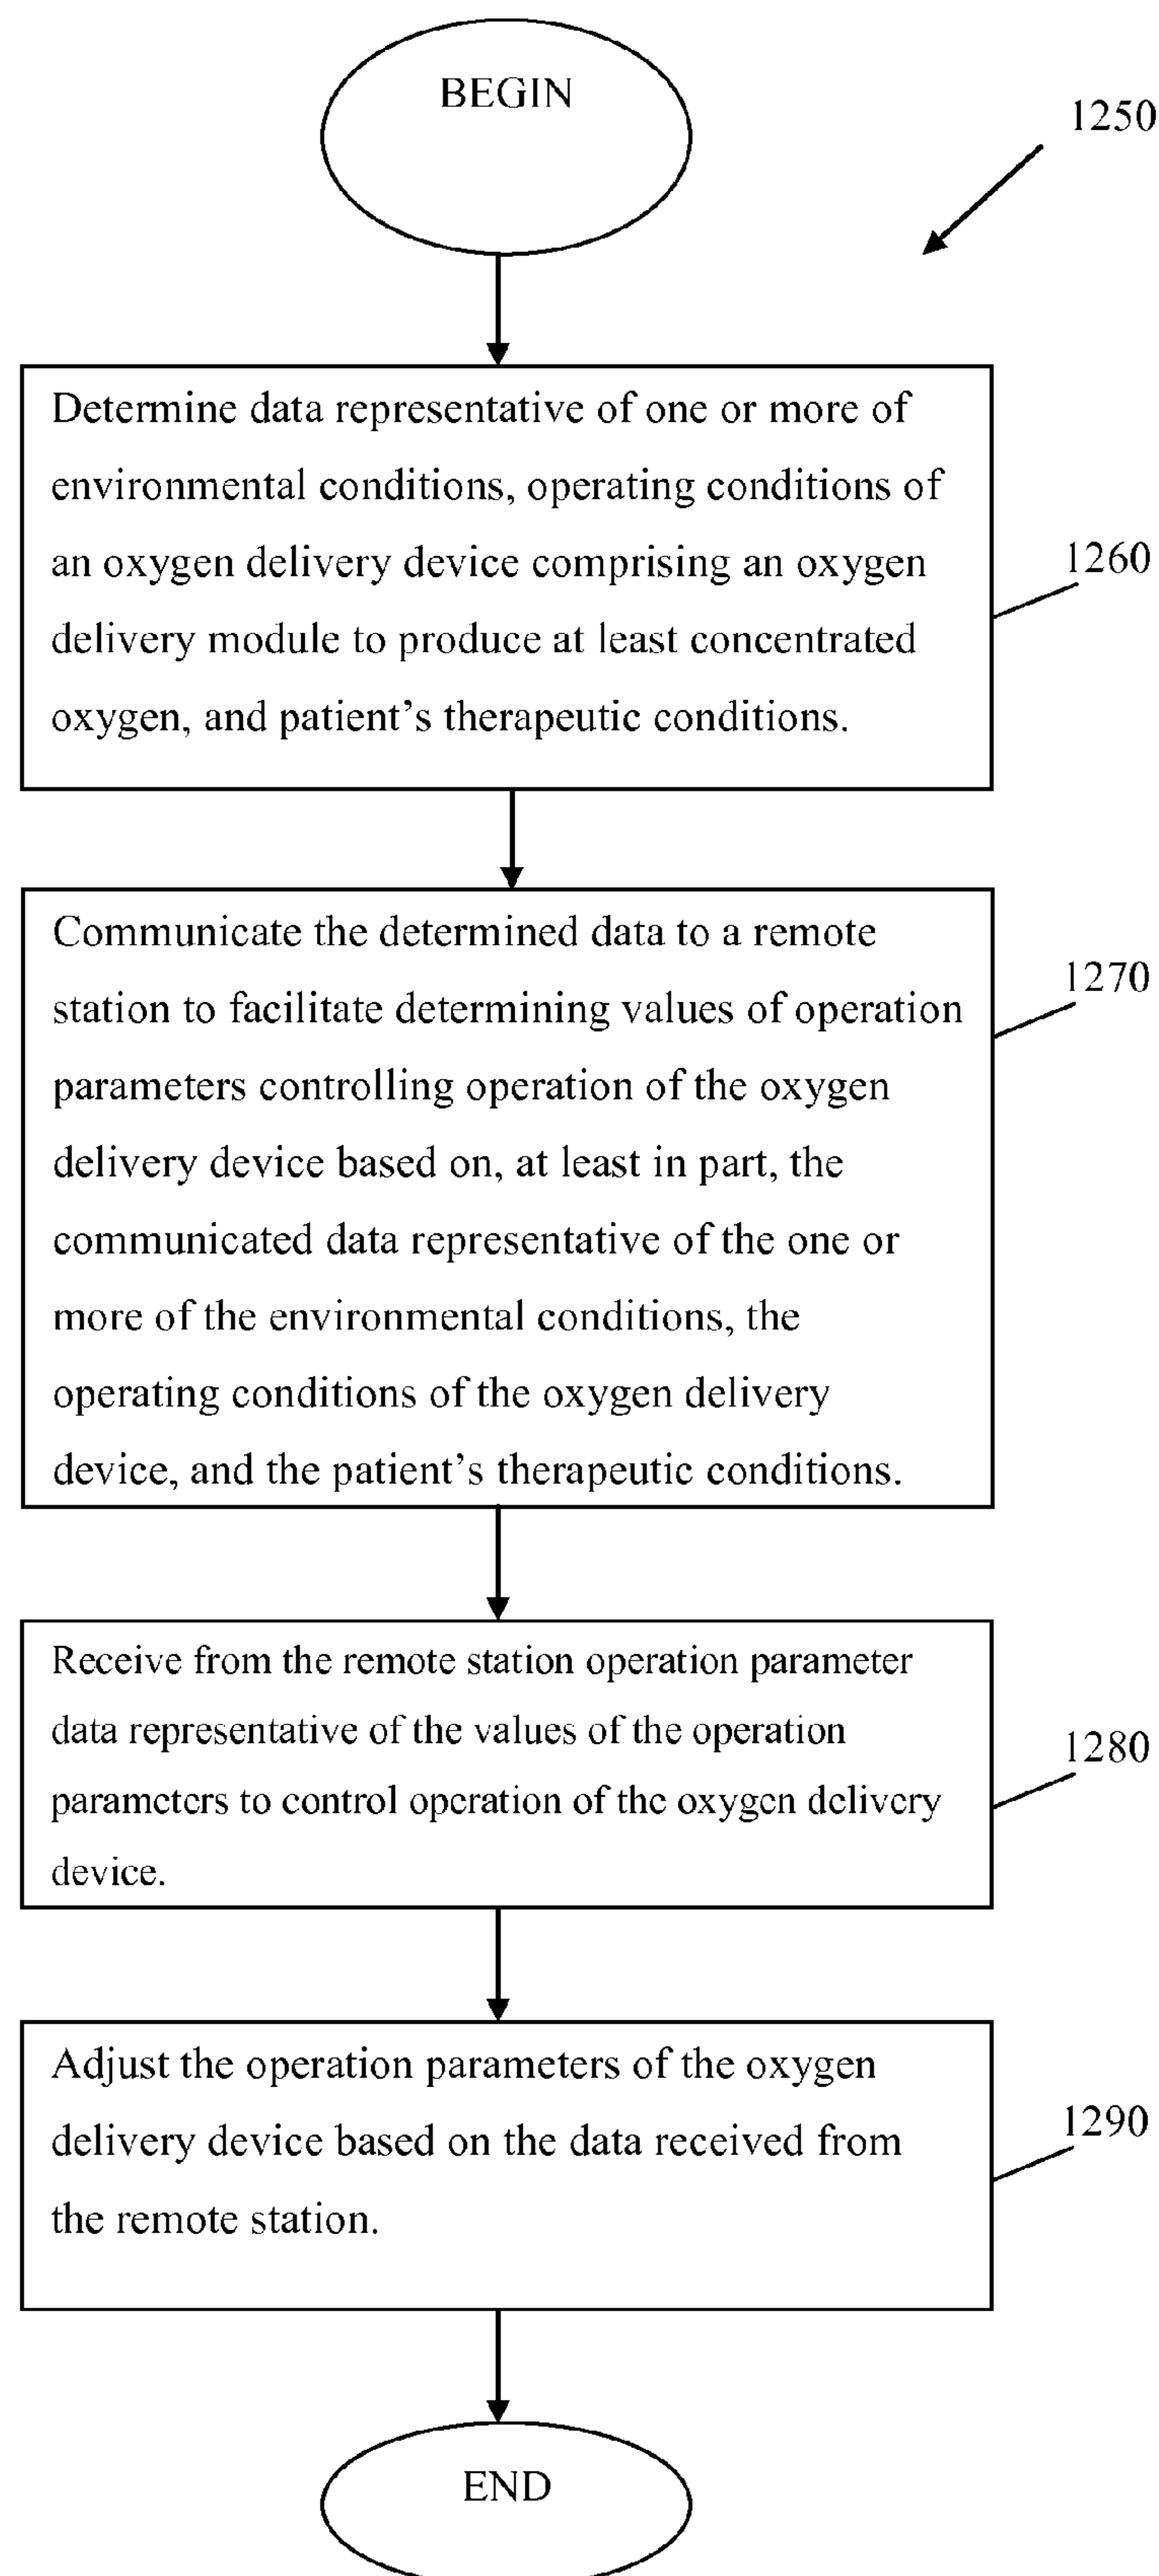 BEGIN
1250
Determine data representative of one or more of
environmental conditions, operating conditions of
an oxygen delivery device comprising an oxygen
delivery module to produce at least concentrated
oxygen, and patient’s therapeutic conditions.
1260
Communicate the determined data to a remote
station to facilitate determining values of operation
parameters controlling operation of the oxygen
delivery device based on, at least in part, the
communicated data representative of the one or
more of the environmental conditions, the
operating conditions of the oxygen delivery
device, and the patient’s therapeutic conditions.
1270
Receive from the remote station operation parameter
data representative of the values of the operation
parameters to control operation of the oxygen delivery
device.
1280
Adjust the operation parameters of the oxygen
delivery device based on the data received from
the remote station.
1290
END